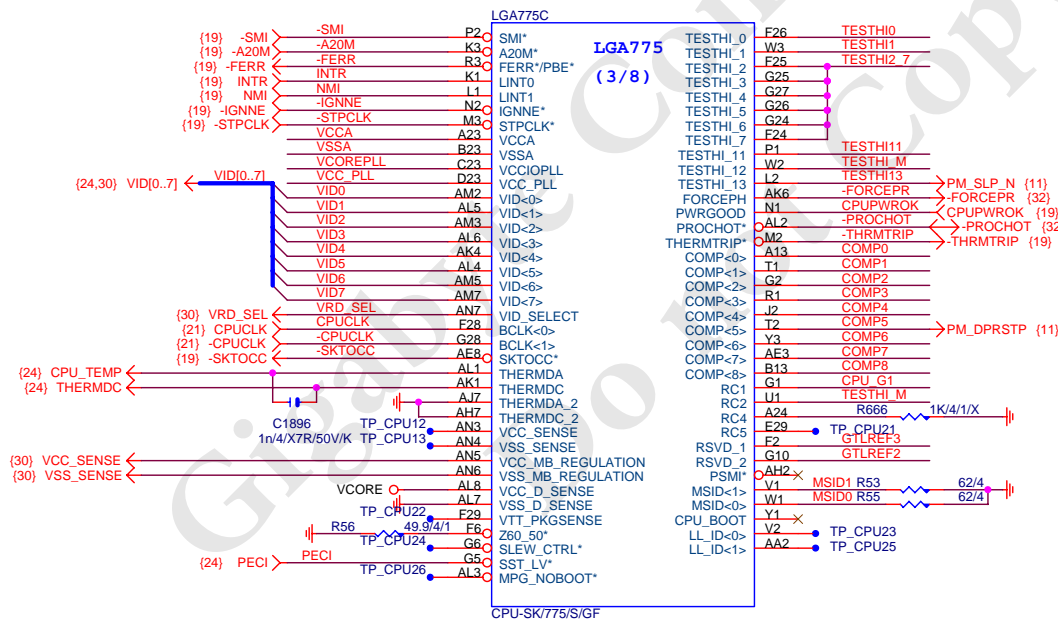 LGA775C
LGA775
(3/8)
{19} -SMI -SMI P2 SMI*
{19} -A20M -A20M K3 A20M*
{19} -FERR -FERR R3 FERR*/PBE*
{19} INTR INTR K1 LINT0
{19} NMI NMI L1 LINT1
{19} -IGNNE -IGNNE N2 IGNNE*
{19} -STPCLK -STPCLK M3 STPCLK*
VCCA A23 VCCA
VSSA B23 VSSA
VCOREPLL C23 VCCIOPLL
VCC_PLL D23 VCC_PLL
{24,30} VID[0..7] VID[0..7]
VID0 AM2 VID<0>
VID1 AL5 VID<1>
VID2 AM3 VID<2>
VID3 AL6 VID<3>
VID4 AK4 VID<4>
VID5 AL4 VID<5>
VID6 AM5 VID<6>
VID7 AM7 VID<7>
{30} VRD_SEL VRD_SEL AN7 VID_SELECT
{21} CPUCLK CPUCLK F28 BCLK<0>
{21} -CPUCLK -CPUCLK G28 BCLK<1>
{19} -SKTOCC -SKTOCC AE8 SKTOCC*
{24} CPU_TEMP AL1 THERMDA
{24} THERMDC AK1 THERMDC
C1896
1n/4/X7R/50V/K
AJ7 THERMDA_2
AH7 THERMDC_2
TP_CPU12 AN3 VCC_SENSE
TP_CPU13 AN4 VSS_SENSE
{30} VCC_SENSE AN5 VCC_MB_REGULATION
{30} VSS_SENSE AN6 VSS_MB_REGULATION
VCORE AL8 VCC_D_SENSE
AL7 VSS_D_SENSE
TP_CPU22 F29 VTT_PKGSENSE
R56 49.9/4/1 F6 Z60_50*
TP_CPU24 G6 SLEW_CTRL*
{24} PECI PECI G5 SST_LV*
TP_CPU26 AL3 MPG_NOBOOT*
TESTHI_0 F26 TESTHI0
TESTHI_1 W3 TESTHI1
TESTHI_2 F25 TESTHI2_7
TESTHI_3 G25
TESTHI_4 G27
TESTHI_5 G26
TESTHI_6 G24
TESTHI_7 F24
TESTHI_11 P1 TESTHI11
TESTHI_12 W2 TESTHI_M
TESTHI_13 L2 TESTHI13 PM_SLP_N {11}
FORCEPH AK6 -FORCEPR -FORCEPR {32}
PWRGOOD N1 CPUPWROK CPUPWROK {19}
PROCHOT* AL2 -PROCHOT -PROCHOT {32
THERMTRIP* M2 -THRMTRIP -THRMTRIP {19}
COMP<0> A13 COMP0
COMP<1> T1 COMP1
COMP<2> G2 COMP2
COMP<3> R1 COMP3
COMP<4> J2 COMP4
COMP<5> T2 COMP5 PM_DPRSTP {11}
COMP<6> Y3 COMP6
COMP<7> AE3 COMP7
COMP<8> B13 COMP8
RC1 G1 CPU_G1
RC2 U1 TESTHI_M
RC4 A24 R666 1K/4/1/X
RC5 E29 TP_CPU21
RSVD_1 F2 GTLREF3
RSVD_2 G10 GTLREF2
PSMI* AH2
MSID<1> V1 MSID1 R53 62/4
MSID<0> W1 MSID0 R55 62/4
CPU_BOOT Y1
LL_ID<0> V2 TP_CPU23
LL_ID<1> AA2 TP_CPU25
CPU-SK/775/S/GF